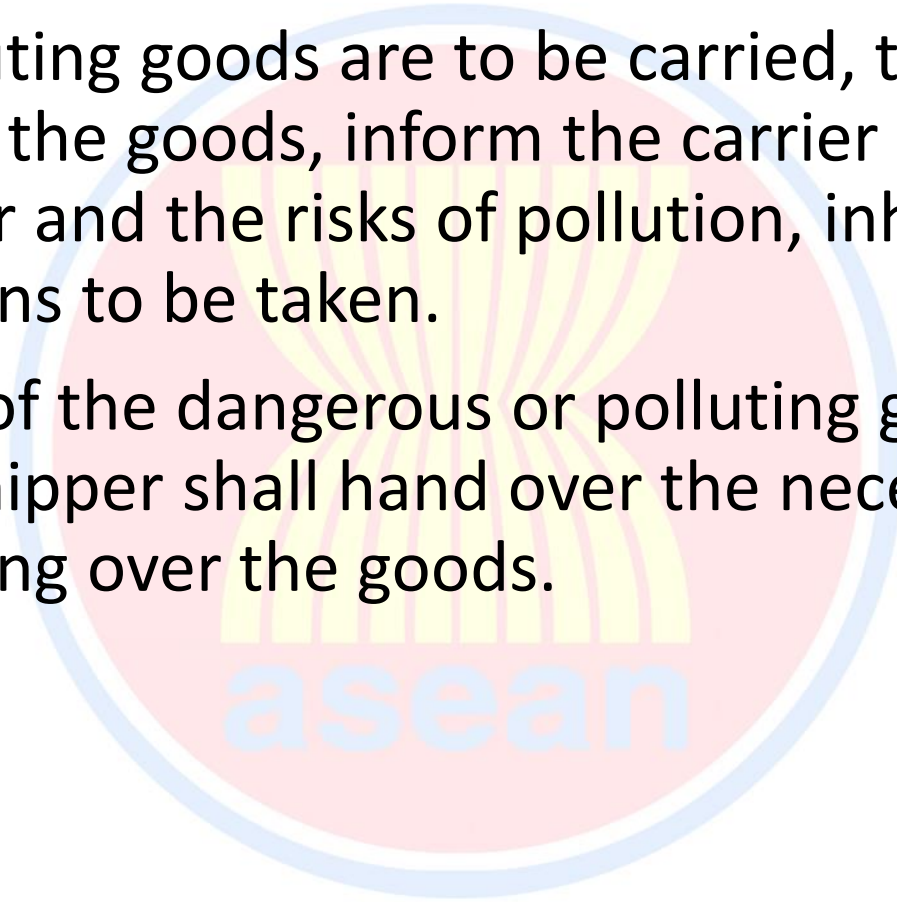 uting goods are to be carried, t
the goods, inform the carrier
r and the risks of pollution, inh
ns to be taken.
of the dangerous or polluting g
ipper shall hand over the nece
ng over the goods.
asean